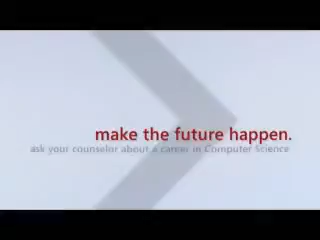 make the future happen.
ask your counselor about a career in Computer Science